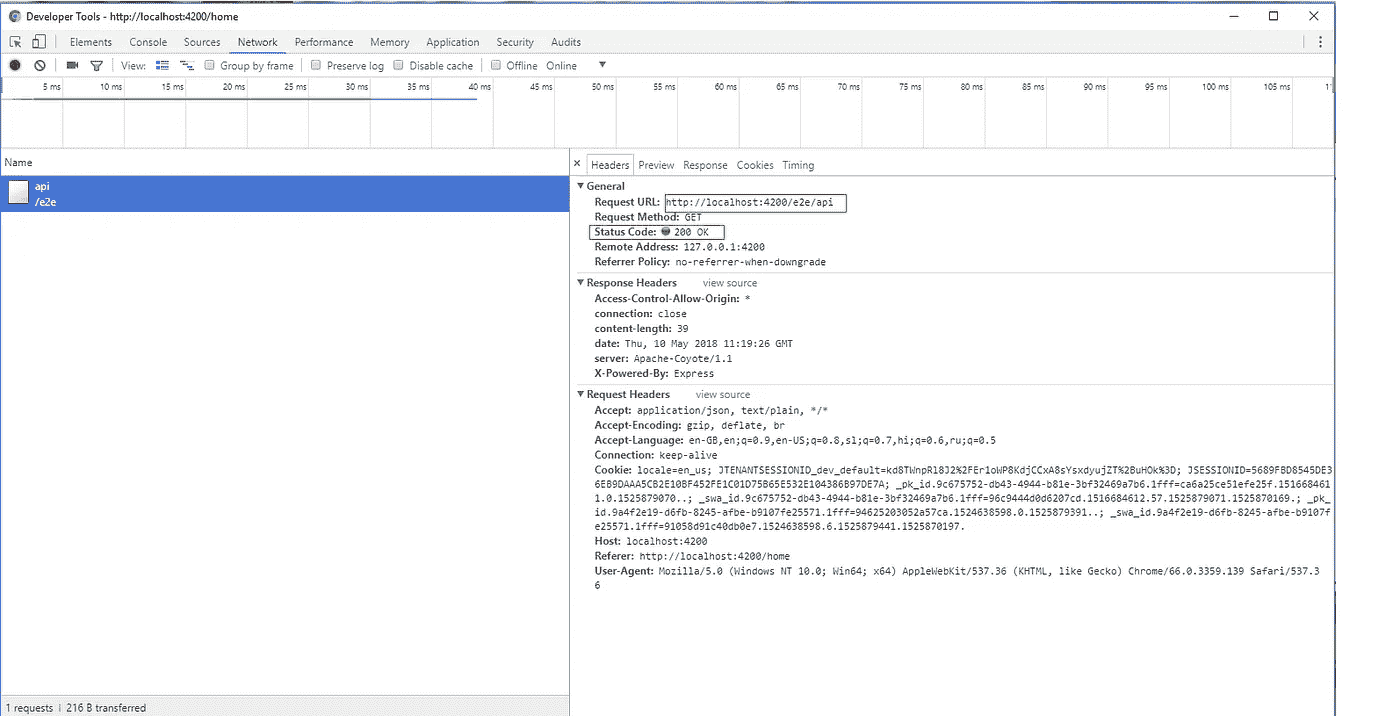 Developer Tools - http://localhost:4200/home
Elements Console Sources Network Performance Memory Application Security Audits
View: Group by frame Preserve log Disable cache Offline Online
5 ms 10 ms 15 ms 20 ms 25 ms 30 ms 35 ms 40 ms 45 ms 50 ms 55 ms 60 ms 65 ms 70 ms 75 ms 80 ms 85 ms 90 ms 95 ms 100 ms 105 ms 1
Name
api
/e2e
1 requests | 216 B transferred
× Headers Preview Response Cookies Timing
General
Request URL: http://localhost:4200/e2e/api
Request Method: GET
Status Code: 200 OK
Remote Address: 127.0.0.1:4200
Referrer Policy: no-referrer-when-downgrade
Response Headers view source
Access-Control-Allow-Origin: *
connection: close
content-length: 39
date: Thu, 10 May 2018 11:19:26 GMT
server: Apache-Coyote/1.1
X-Powered-By: Express
Request Headers view source
Accept: application/json, text/plain, */*
Accept-Encoding: gzip, deflate, br
Accept-Language: en-GB,en;q=0.9,en-US;q=0.8,sl;q=0.7,hi;q=0.6,ru;q=0.5
Connection: keep-alive
Cookie: locale=en_us; JTENANTSESSIONID_dev_default=kd8TWnpRl8J2%2FEr1oWP8KdjCCxA8sYsxdyujZT%2BuHOk%3D; JSESSIONID=5689FBD8545DE3
6EB9DAAA5CB2E10BF452FE1C01D75B65E532E104386B97DE7A; _pk_id.9c675752-db43-4944-b81e-3bf32469a7b6.1fff=ca6a25ce51efe25f.151668461
1.0.1525879070..; _swa_id.9c675752-db43-4944-b81e-3bf32469a7b6.1fff=96c9444d0d6207cd.1516684612.57.1525879071.1525870169.; _pk_
id.9a4f2e19-d6fb-8245-afbe-b9107fe25571.1fff=94625203052a57ca.1524638598.0.1525879391..; _swa_id.9a4f2e19-d6fb-8245-afbe-b9107f
e25571.1fff=91058d91c40db0e7.1524638598.6.1525879441.1525870197.
Host: localhost:4200
Referer: http://localhost:4200/home
User-Agent: Mozilla/5.0 (Windows NT 10.0; Win64; x64) AppleWebKit/537.36 (KHTML, like Gecko) Chrome/66.0.3359.139 Safari/537.3
6